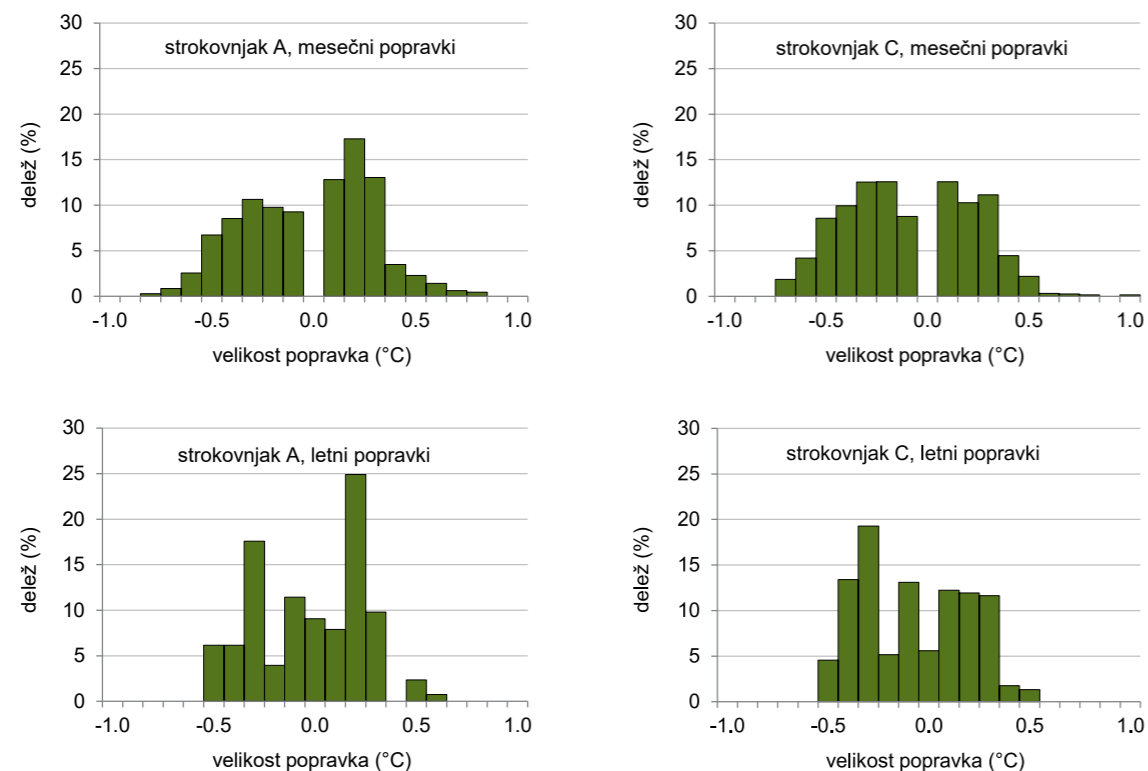 strokovnjak A, mesečni popravki
30
25
20
15
10
5
0
delež (%)
-1.0 -0.5 0.0 0.5 1.0
velikost popravka (°C)
strokovnjak C, mesečni popravki
30
25
20
15
10
5
0
delež (%)
-1.0 -0.5 0.0 0.5 1.0
velikost popravka (°C)
strokovnjak A, letni popravki
30
25
20
15
10
5
0
delež (%)
-1.0 -0.5 0.0 0.5 1.0
velikost popravka (°C)
strokovnjak C, letni popravki
30
25
20
15
10
5
0
delež (%)
-1.0 -0.5 0.0 0.5 1.0
velikost popravka (°C)